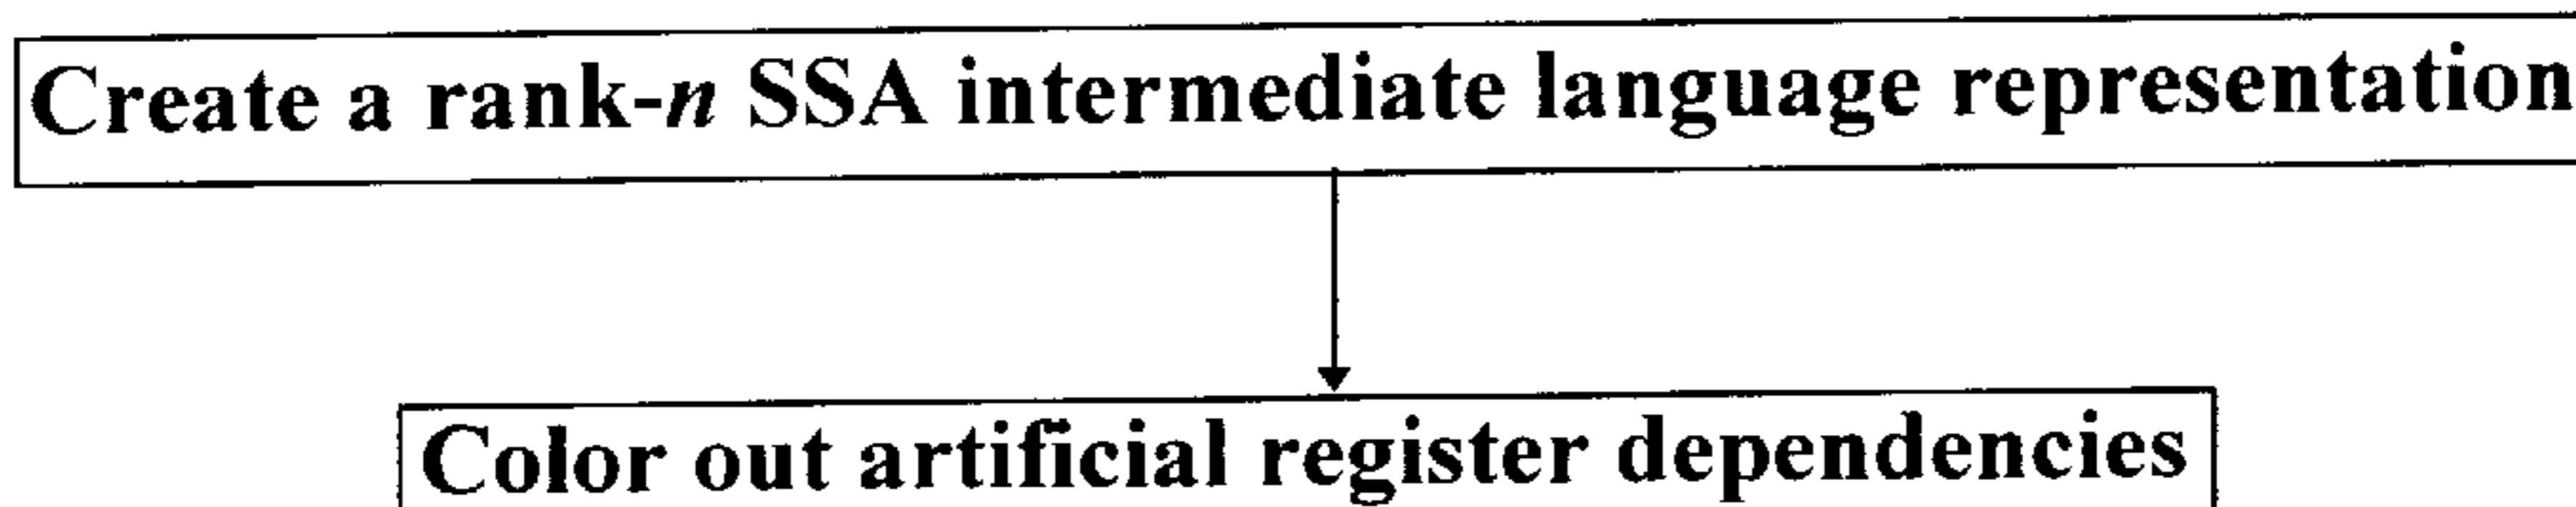 Create a rank-n SSA intermediate language representation
Color out artificial register dependencies